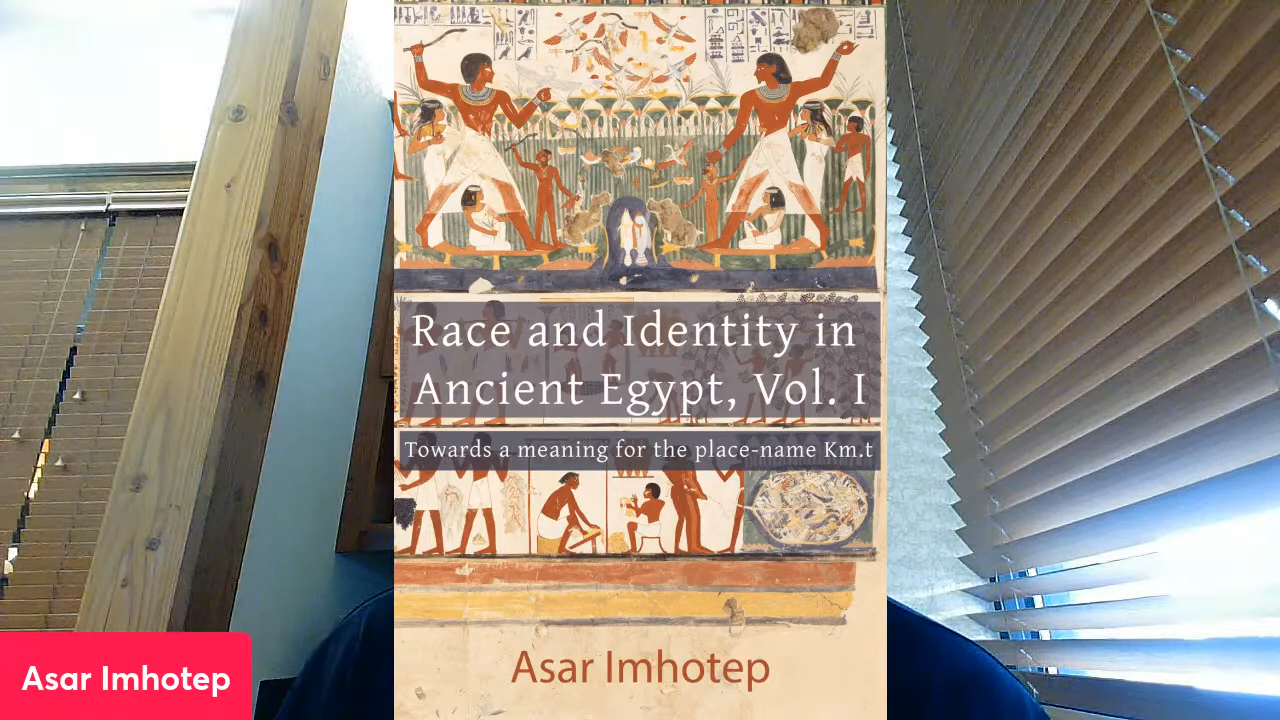 Race and Identity in
Ancient Egypt, Vol. I
Towards a meaning for the place-name Km.t
Asar Imhotep
Asar Imhotep